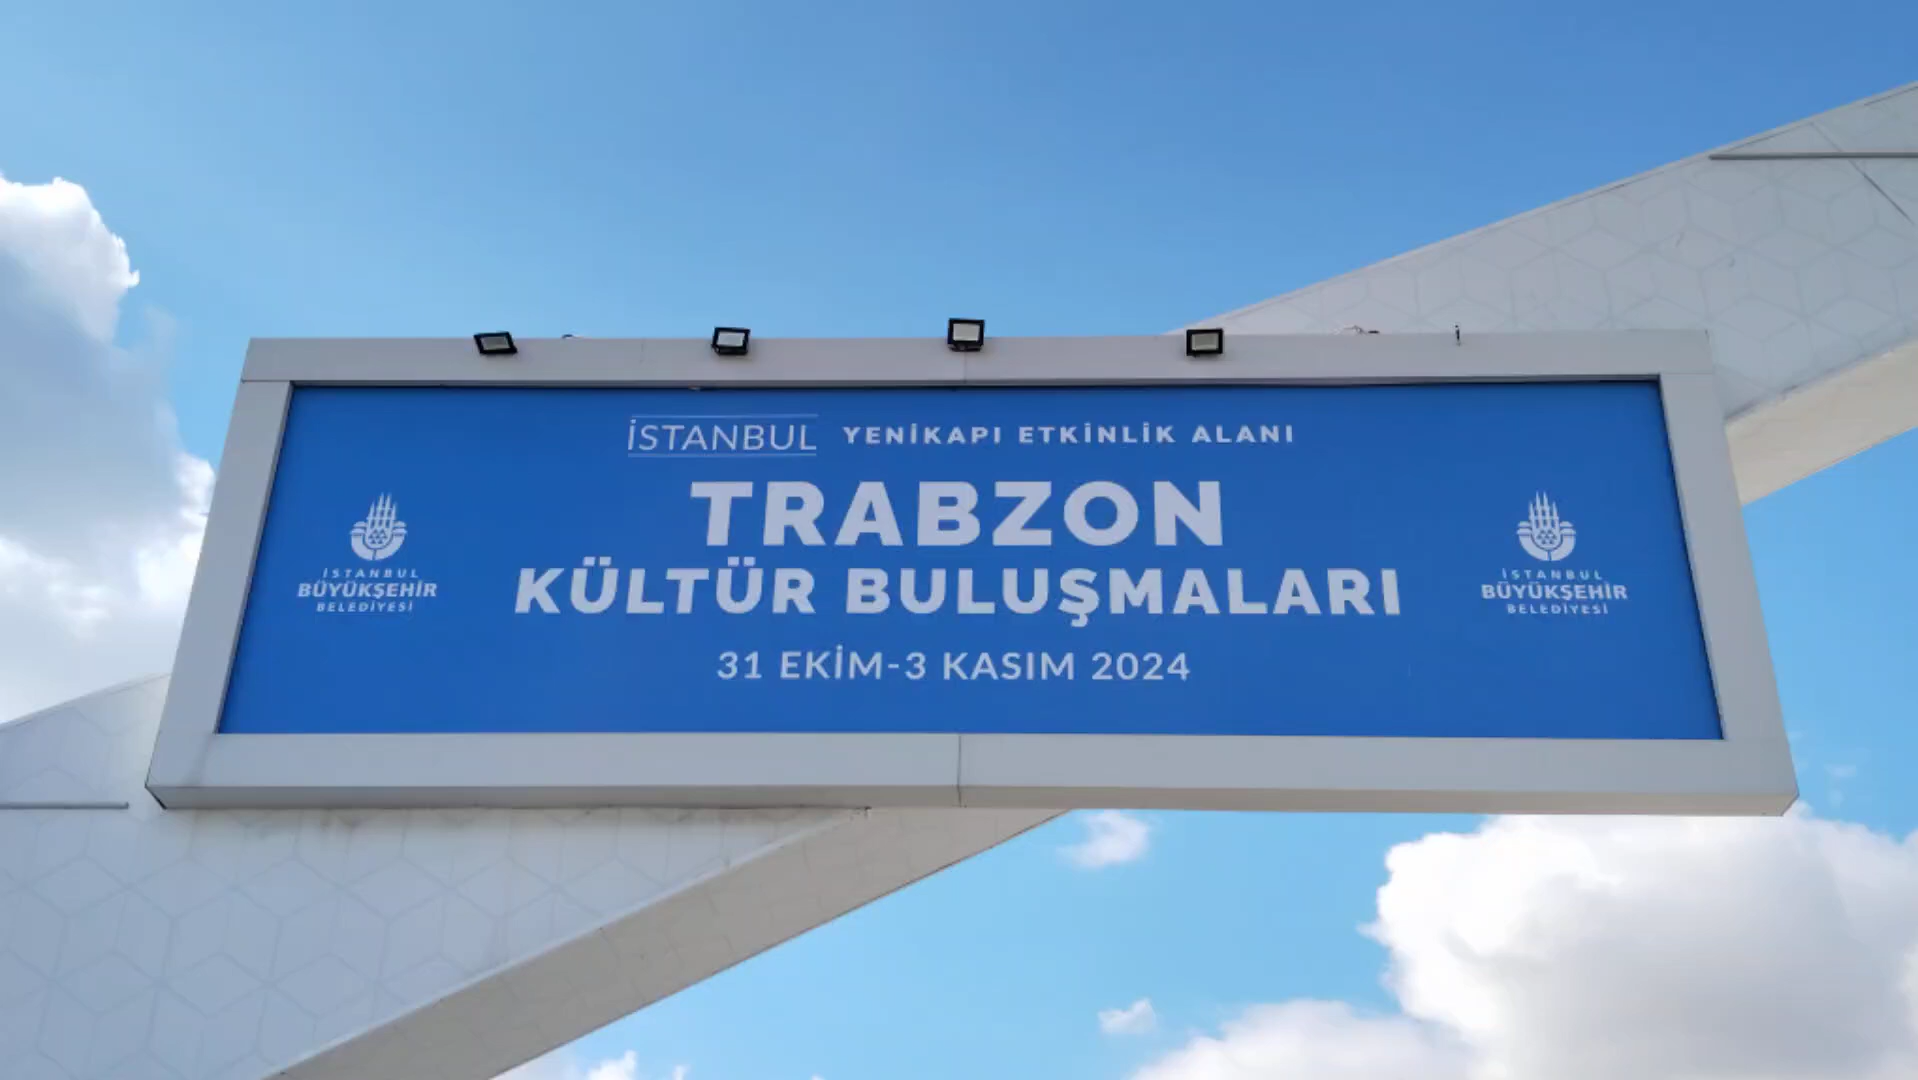 İSTANBUL YENİKAPI ETKİNLİK ALANI
TRABZON
KÜLTÜR BULUŞMALARI
31 EKİM-3 KASIM 2024
İSTANBUL
BÜYÜKŞEHİR
BELEDİYESİ
İSTANBUL
BÜYÜKŞEHİR
BELEDİYESİ